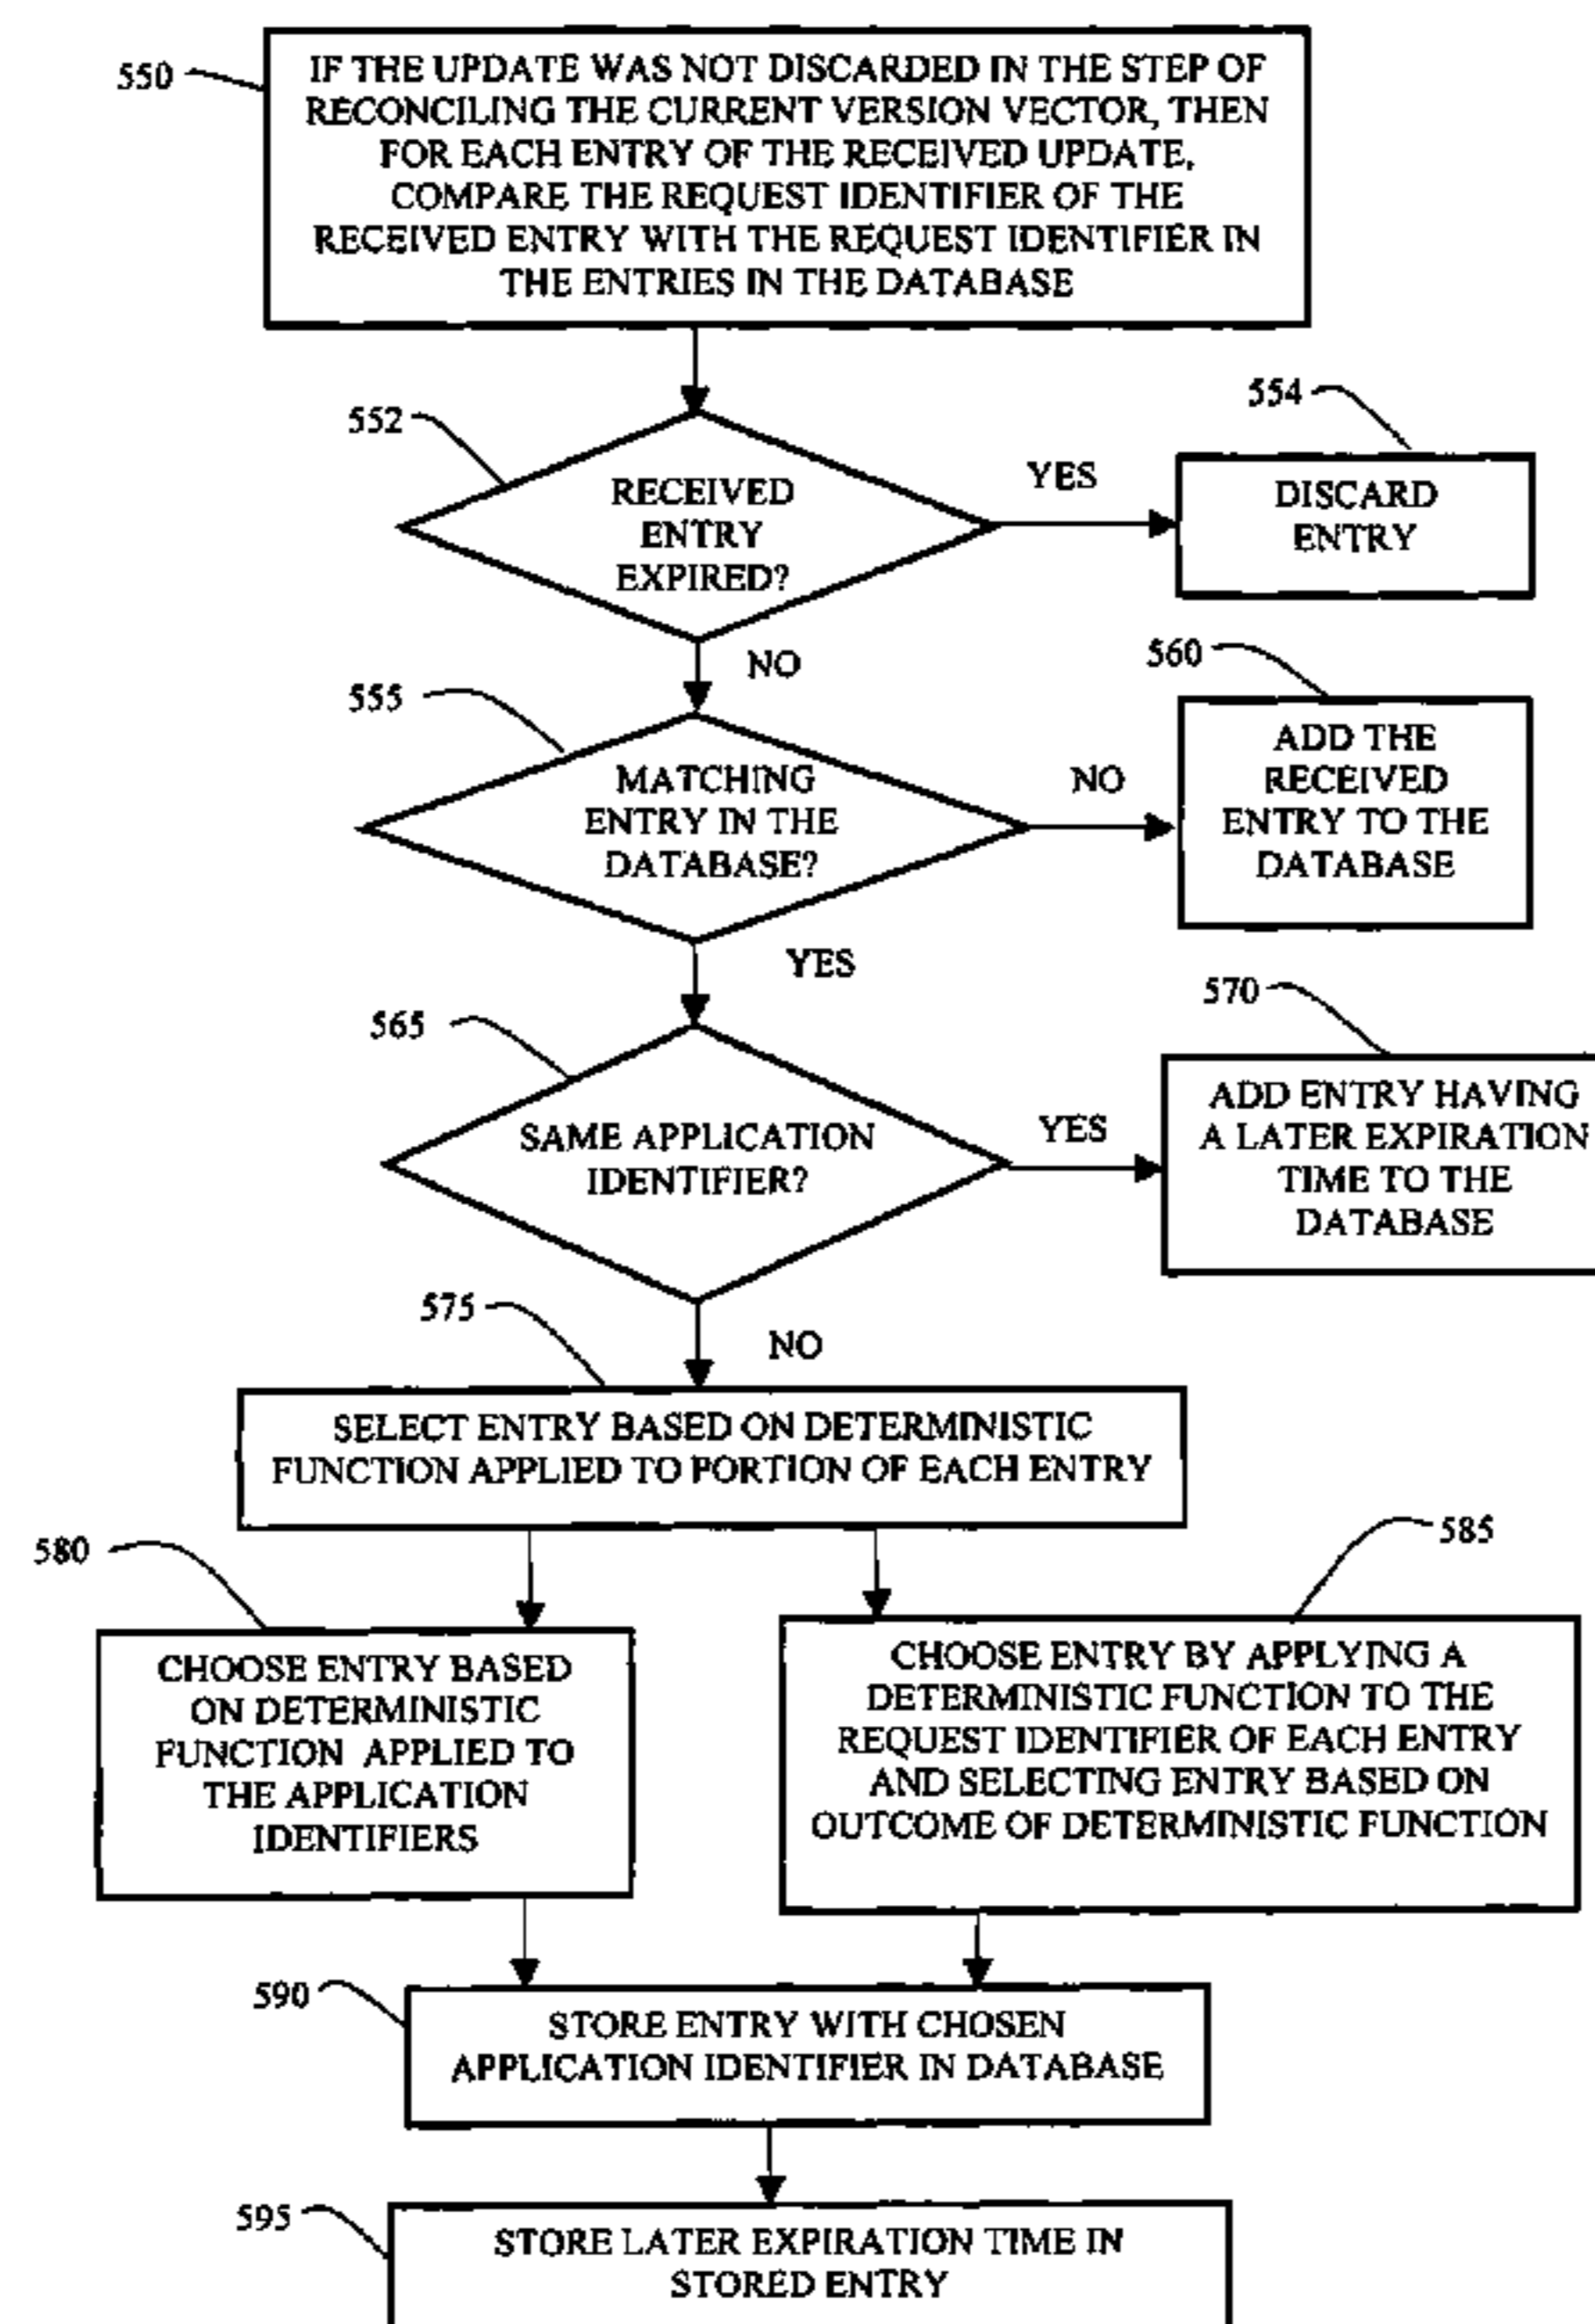 550
IF THE UPDATE WAS NOT DISCARDED IN THE STEP OF
RECONCILING THE CURRENT VERSION VECTOR, THEN
FOR EACH ENTRY OF THE RECEIVED UPDATE,
COMPARE THE REQUEST IDENTIFIER OF THE
RECEIVED ENTRY WITH THE REQUEST IDENTIFIER IN
THE ENTRIES IN THE DATABASE
552
RECEIVED
ENTRY
EXPIRED?
YES
554
DISCARD
ENTRY
NO
555
MATCHING
ENTRY IN THE
DATABASE?
NO
560
ADD THE
RECEIVED
ENTRY TO THE
DATABASE
YES
565
SAME APPLICATION
IDENTIFIER?
YES
570
ADD ENTRY HAVING
A LATER EXPIRATION
TIME TO THE
DATABASE
NO
575
SELECT ENTRY BASED ON DETERMINISTIC
FUNCTION APPLIED TO PORTION OF EACH ENTRY
580
CHOOSE ENTRY BASED
ON DETERMINISTIC
FUNCTION APPLIED TO
THE APPLICATION
IDENTIFIERS
585
CHOOSE ENTRY BY APPLYING A
DETERMINISTIC FUNCTION TO THE
REQUEST IDENTIFIER OF EACH ENTRY
AND SELECTING ENTRY BASED ON
OUTCOME OF DETERMINISTIC FUNCTION
590
STORE ENTRY WITH CHOSEN
APPLICATION IDENTIFIER IN DATABASE
595
STORE LATER EXPIRATION TIME IN
STORED ENTRY